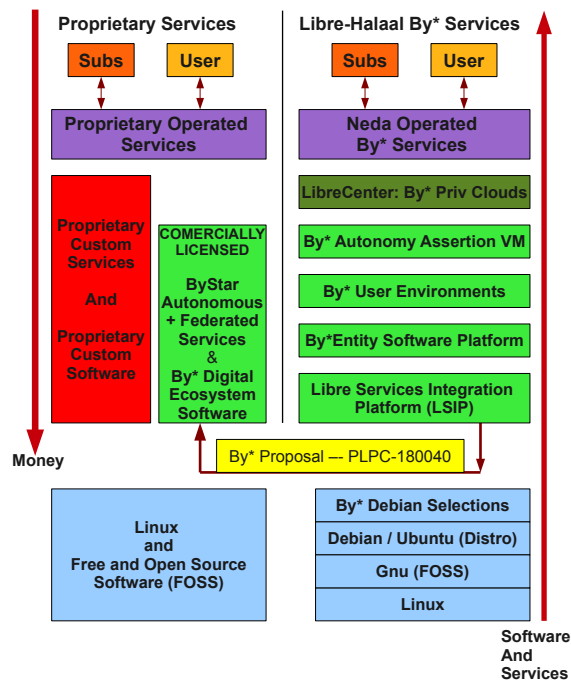 Proprietary Services
Subs
User
Proprietary Operated
Services
Proprietary
Custom
Services
And
Proprietary
Custom
Software
COMERCIALLY
LICENSED
ByStar
Autonomous
+ Federated
Services
&
By* Digital
Ecosystem
Software
Money
Libre-Halaal By* Services
Subs
User
Neda Operated
By* Services
LibreCenter: By* Priv Clouds
By* Autonomy Assertion VM
By* User Environments
By*Entity Software Platform
Libre Services Integration
Platform (LSIP)
By* Proposal –- PLPC-180040
Linux
and
Free and Open Source
Software (FOSS)
By* Debian Selections
Debian / Ubuntu (Distro)
Gnu (FOSS)
Linux
Software
And
Services